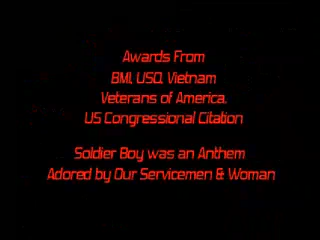 Awards From
BMI, USO, Vietnam
Veterans of America,
US Congressional Citation
Soldier Boy was an Anthem
Adored by Our Servicemen & Woman